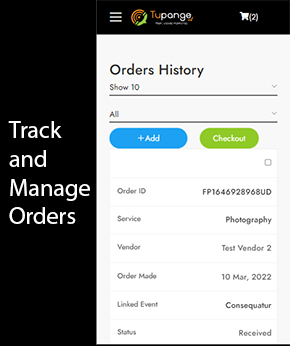 Track
and
Manage
Orders
Tupange
(2)
Orders History
Show 10
All
+Add
Checkout
Order ID FP1646928968UD
Service Photography
Vendor Test Vendor 2
Order Made 10 Mar, 2022
Linked Event Consequatur
Status Received